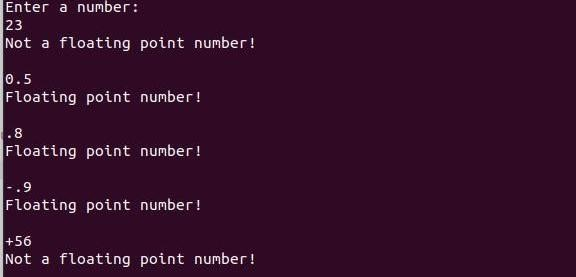 Enter a number:
23
Not a floating point number!
0.5
Floating point number!
.8
Floating point number!
-.9
Floating point number!
+56
Not a floating point number!